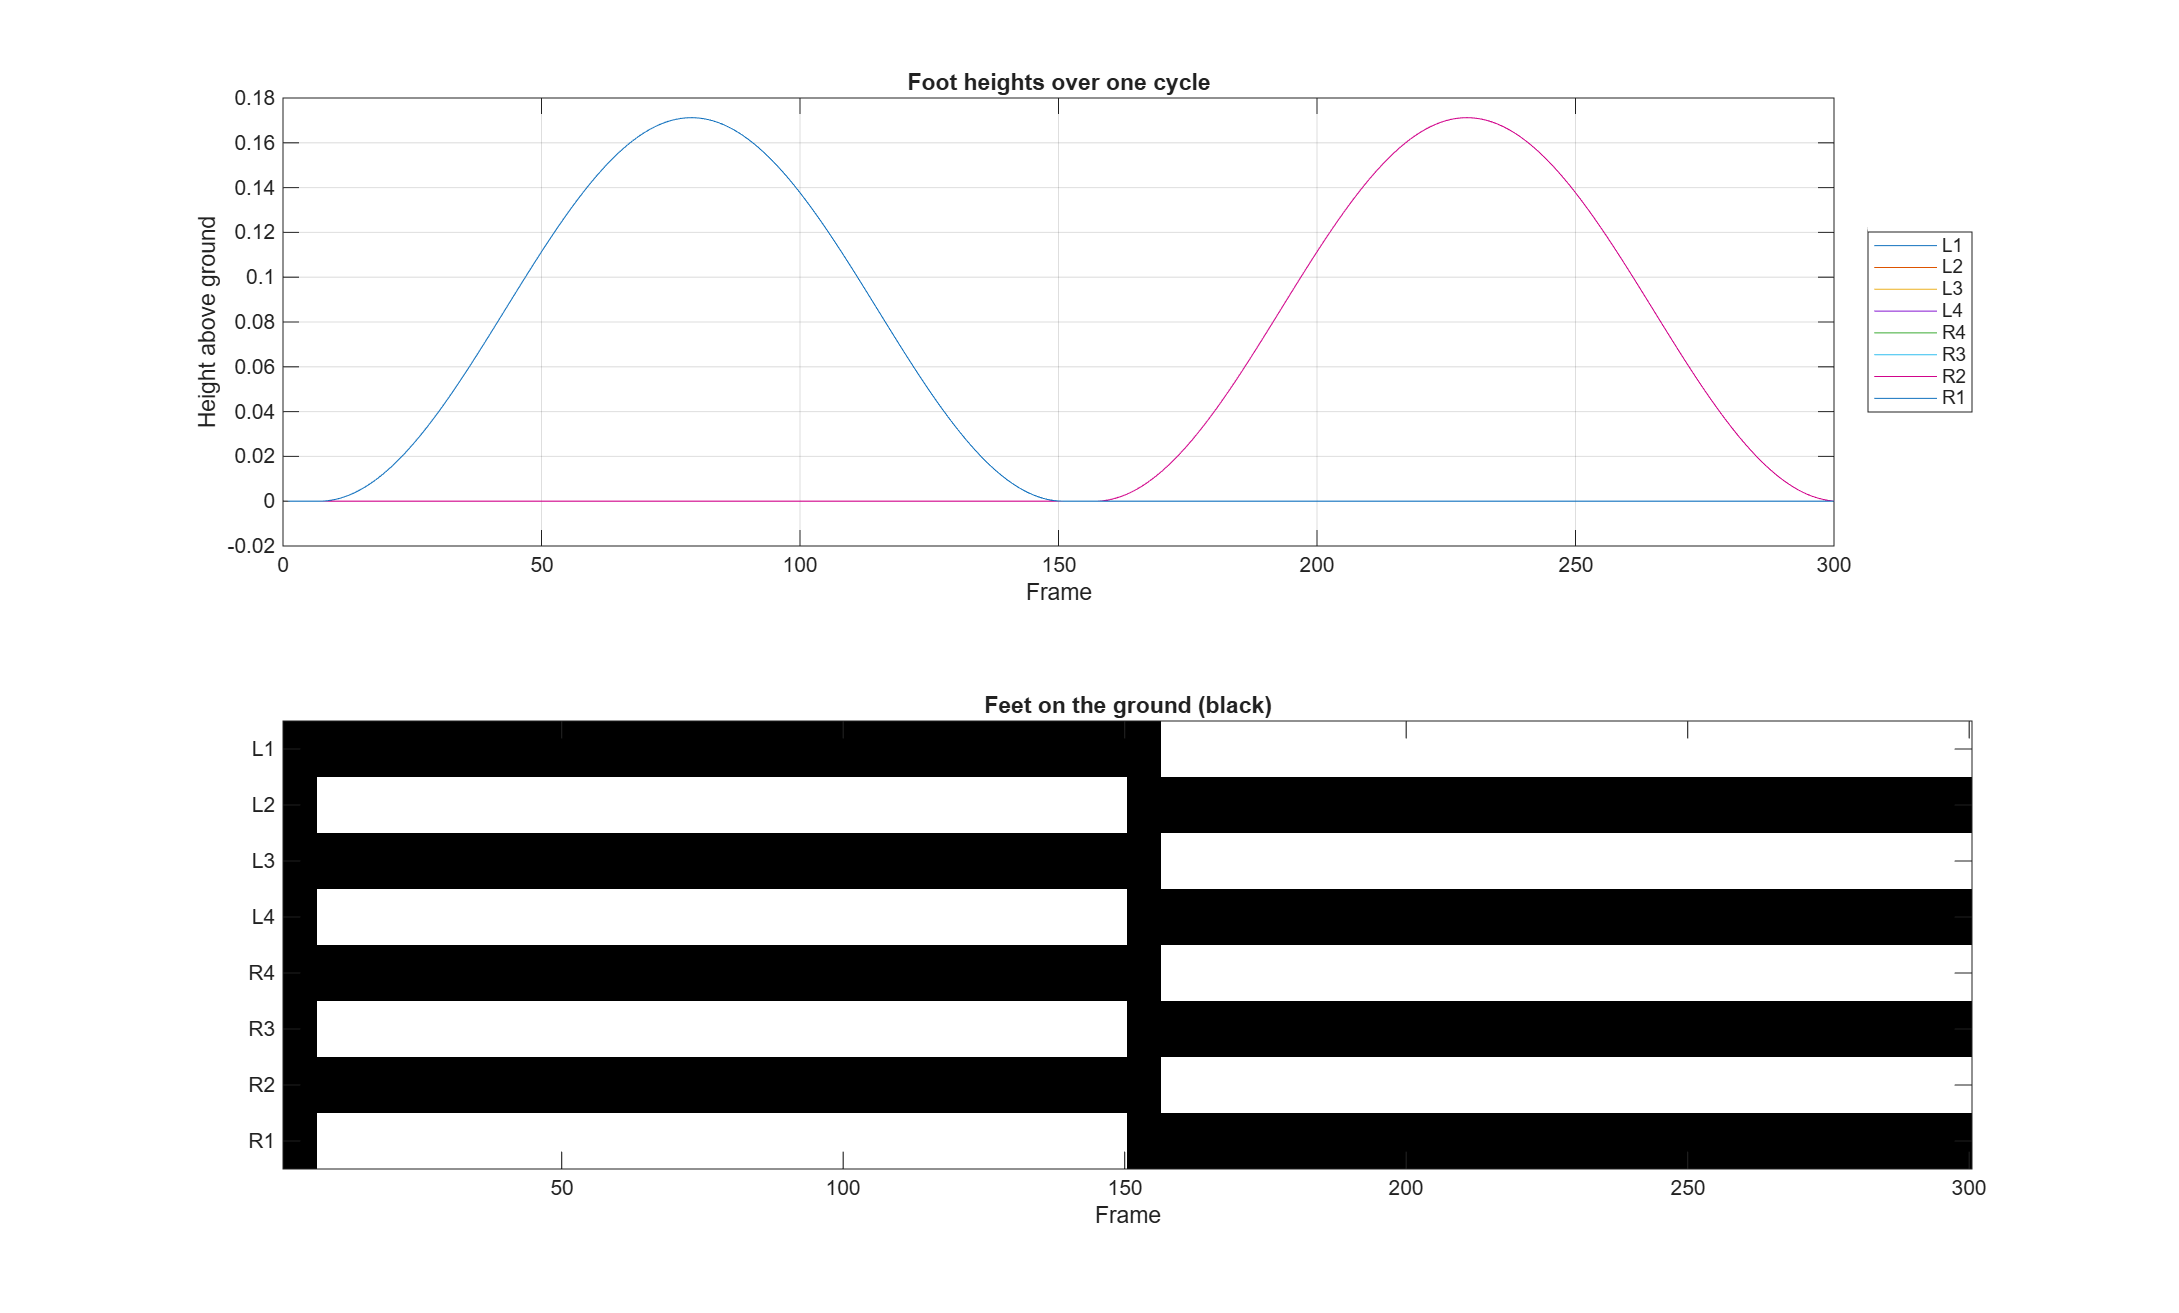 Foot heights over one cycle
0.18
0.16
0.14
0.12
0.1
0.08
0.06
0.04
0.02
0
-0.02
Height above ground
0 50 100 150 200 250 300
Frame
L1
L2
L3
L4
R4
R3
R2
R1
Feet on the ground (black)
L1
L2
L3
L4
R4
R3
R2
R1
50 100 150 200 250 300
Frame